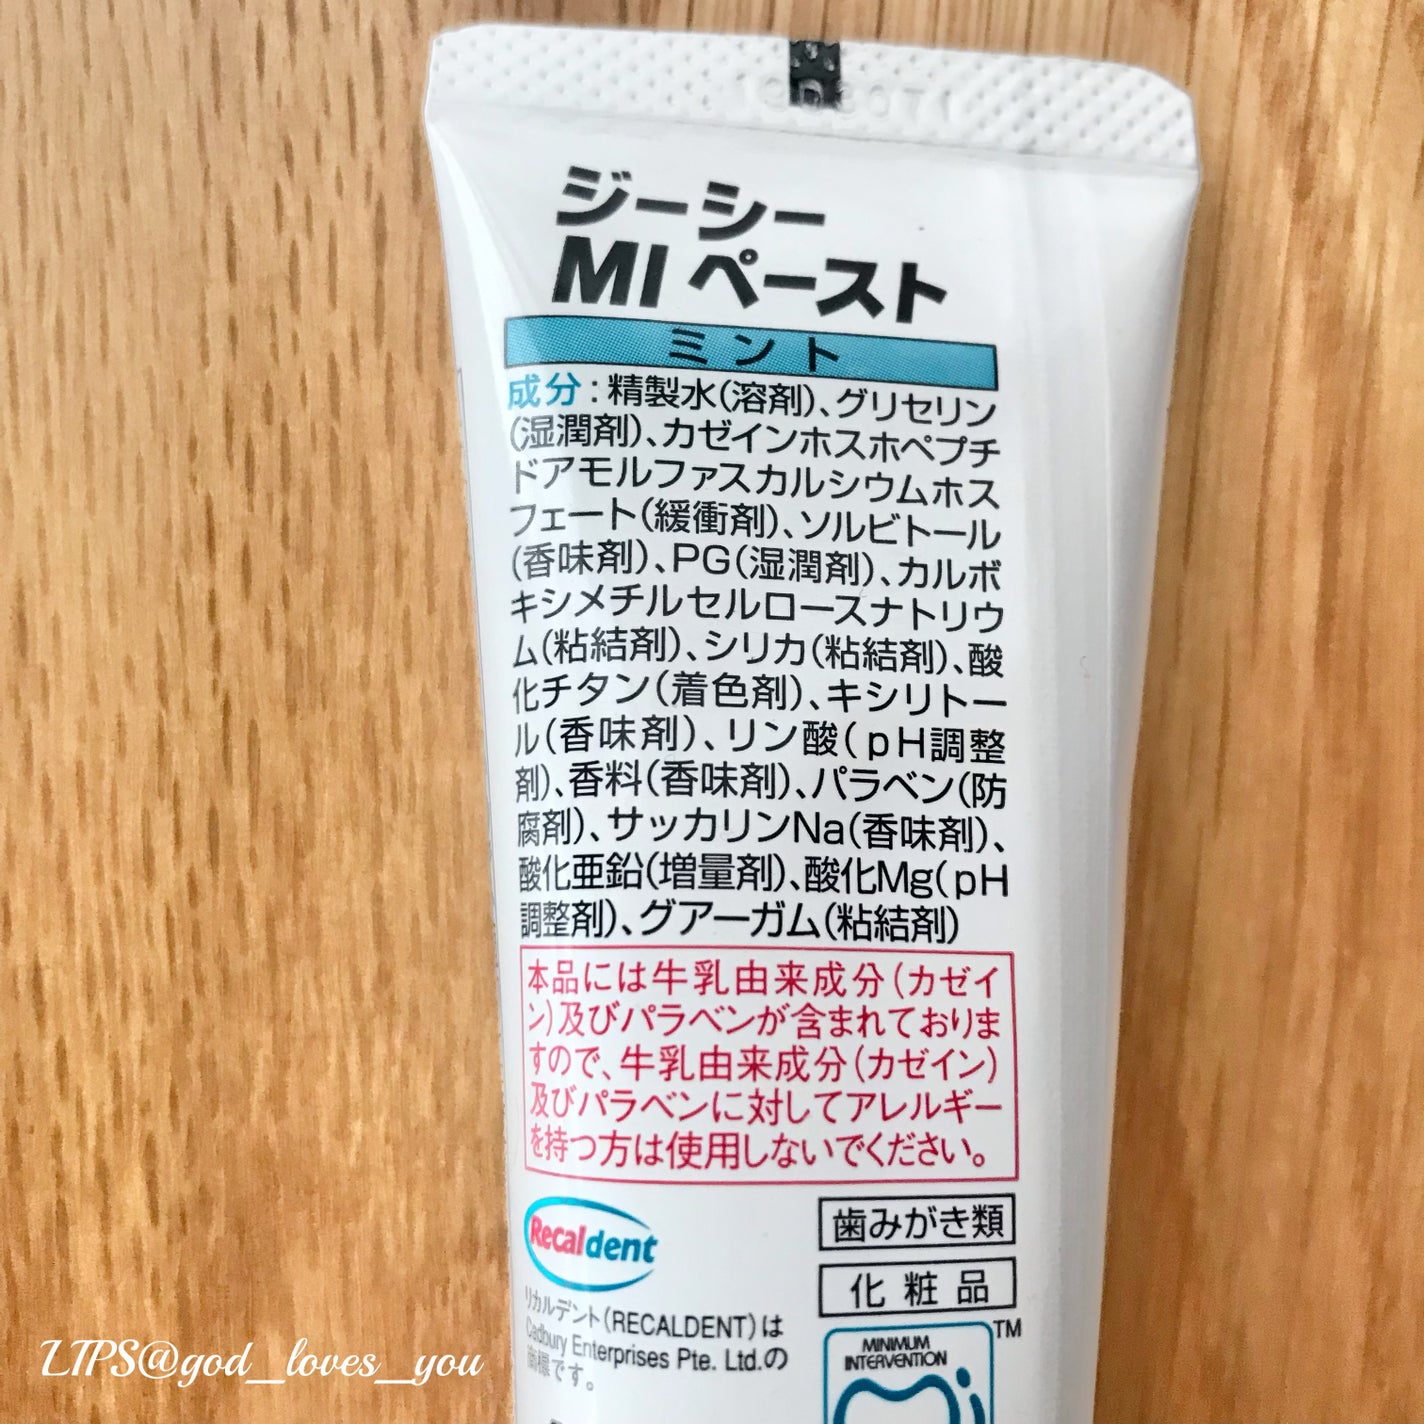 ジーシー
MI ペースト
ミント
成分：精製水(溶剤)、グリセリン
(湿潤剤)、カゼインホスホペプチ
ドアモルファスカルシウムホス
フェート(緩衝剤)、ソルビトール
(香味剤)、PG(湿潤剤)、カルボ
キシメチルセルロースナトリウ
ム(粘結剤)、シリカ(粘結剤)、酸
化チタン(着色剤)、キシリトー
ル(香味剤)、リン酸(pH調整
剤)、香料(香味剤)、パラベン(防
腐剤)、サッカリンNa(香味剤)、
酸化亜鉛(増量剤)、酸化Mg(pH
調整剤)、グアーガム(粘結剤)
本品には牛乳由来成分(カゼイ
ン)及びパラベンが含まれておりま
すので、牛乳由来成分(カゼイン)
及びパラベンに対してアレルギー
を持つ方は使用しないでください。
Recaldent
歯みがき類
化粧品
リカルデント(RECALDENT)は
Cadbury Enterprises Pte. Ltd.の
商標です。
TM
MINIMUM
INTERVENTION
LIPS@god_loves_you